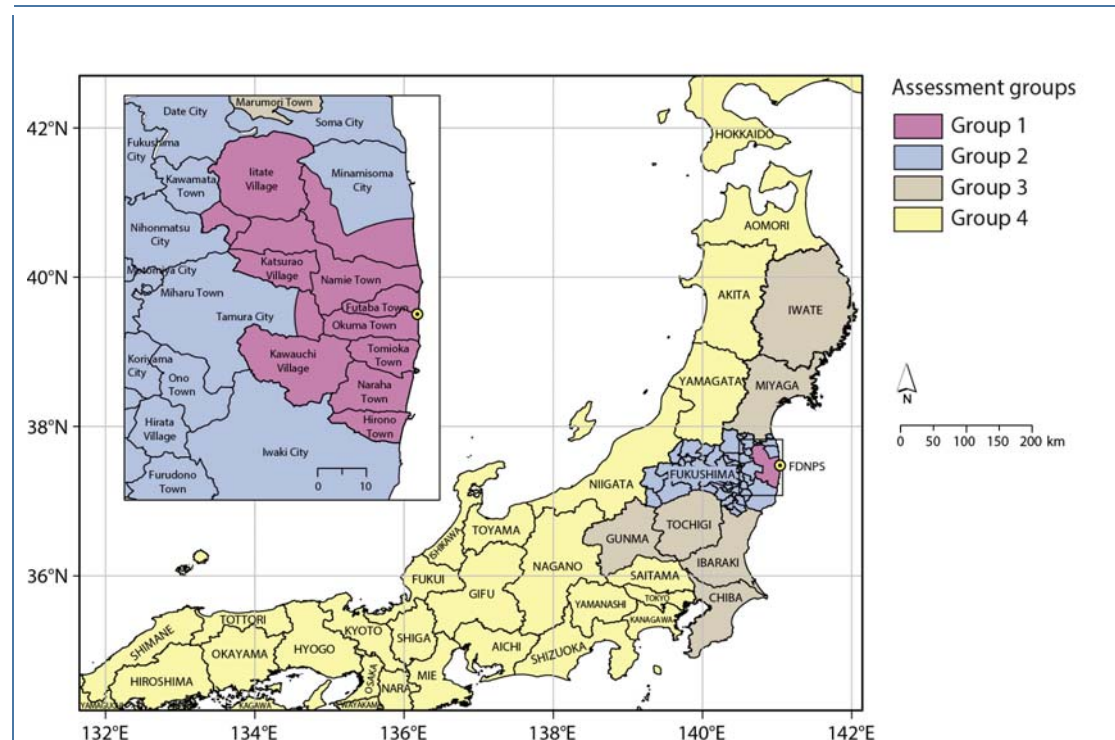 Assessment groups
Group 1
Group 2
Group 3
Group 4
42°N
40°N
38°N
36°N
132°E
134°E
136°E
138°E
140°E
142°E
Marumori Town
Date City
Soma City
Fukushima
City
Iitate
Village
Minamisoma
City
Kawamata
Town
Nihonmatsu
City
Motomiya City
Katsurao
Village
Namie Town
Miharu Town
Futaba Town
Tamura City
Okuma Town
Kawauchi
Village
Tomioka
Town
Koriyama
City
Ono
Town
Naraha
Town
Hirono
Town
Hirata
Village
Iwaki City
Furudono
Town
0 10
HOKKAIDO
AOMORI
AKITA
IWATE
YAMAGATA
MIYAGA
FUKUSHIMA
FDNPS
NIIGATA
TOCHIGI
GUNMA
IBARAKI
TOYAMA
ISHIKAWA
NAGANO
SAITAMA
FUKUI
GIFU
TOKYO
CHIBA
YAMANASHI
KANAGAWA
TOTTORI
SHIMANE
KYOTO
SHIGA
HYOGO
OKAYAMA
AICHI
SHIZUOKA
HIROSHIMA
OSAKA
NARA
MIE
YAMAGUCHI
KAGAWA
WAYAKAM
N
0 50 100 150 200 km